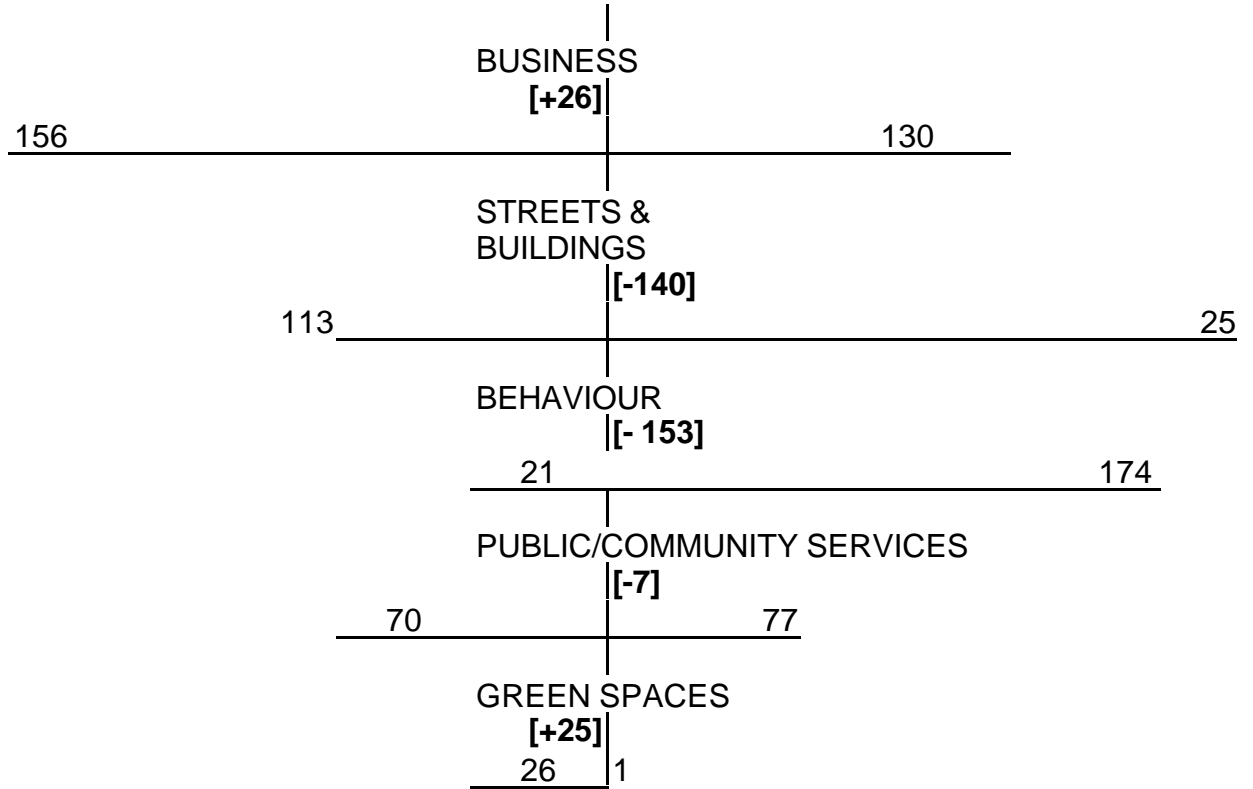 BUSINESS
[+26]
156 130
STREETS &
BUILDINGS
[-140]
113 25
BEHAVIOUR
[- 153]
21 174
PUBLIC/COMMUNITY SERVICES
[-7]
70 77
GREEN SPACES
[+25]
26 1